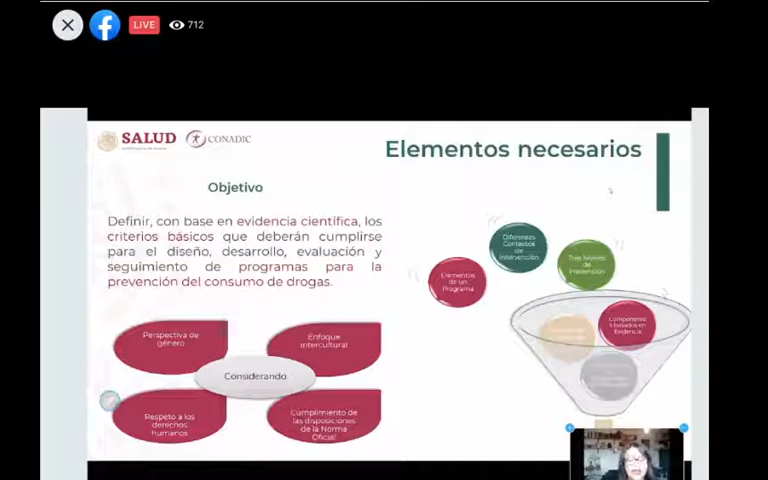 LIVE
712
SALUD
CONADIC
Elementos necesarios
Objetivo
Definir, con base en evidencia científica, los
criterios básicos que deberán cumplirse
para el diseño, desarrollo, evaluación y
seguimiento de programas para la
prevención del consumo de drogas.
Perspectiva de
género
Enfoque
intercultural
Considerando
Respeto a los
derechos
humanos
Cumplimiento de
las disposiciones
de la Norma
Oficial
Elementos
de un
Programa
Diferentes
Contextos
de
Intervención
Tres Niveles
de
Prevención
Componentes
basados en
Evidencia